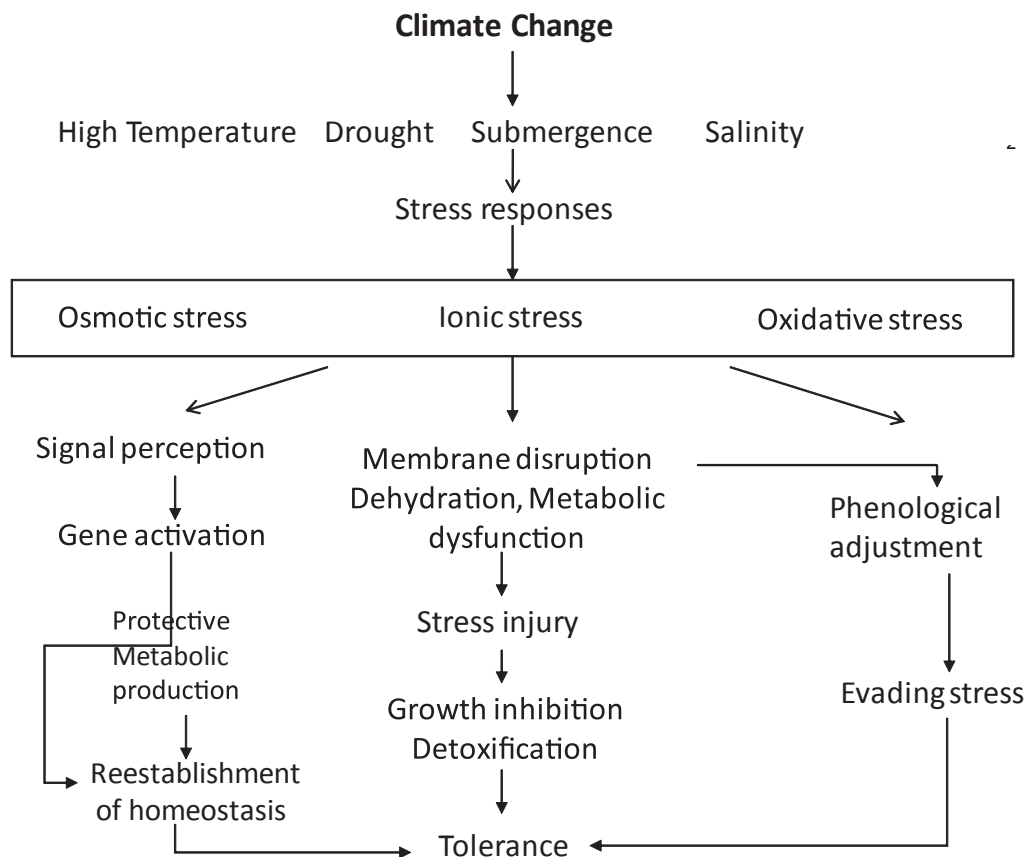 Climate Change
High Temperature Drought Submergence Salinity
2
Stress responses
Osmotic stress Ionic stress Oxidative stress
Signal perception
Gene activation
Protective
Metabolic
production
Reestablishment
of homeostasis
Membrane disruption
Dehydration, Metabolic
dysfunction
Stress injury
Growth inhibition
Detoxification
Phenological
adjustment
Evading stress
Tolerance